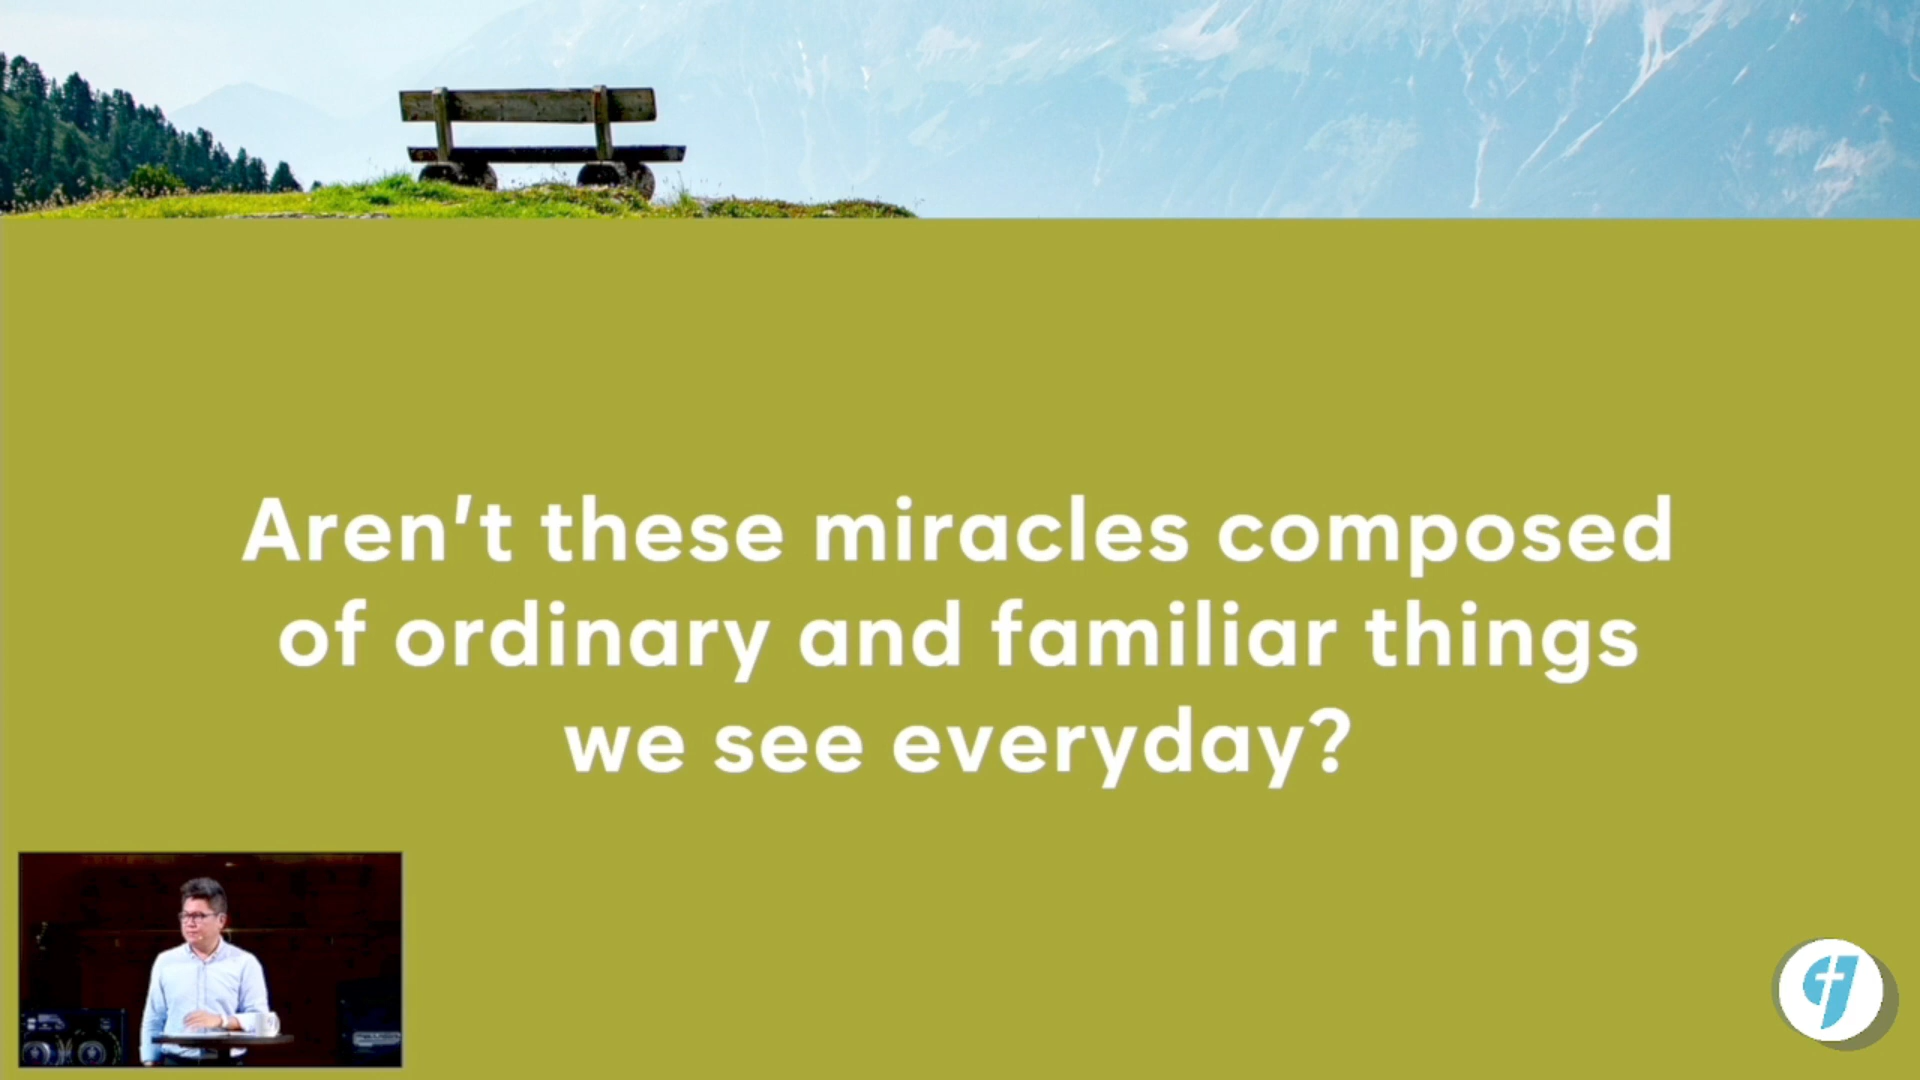 Aren't these miracles composed
of ordinary and familiar things
we see everyday?